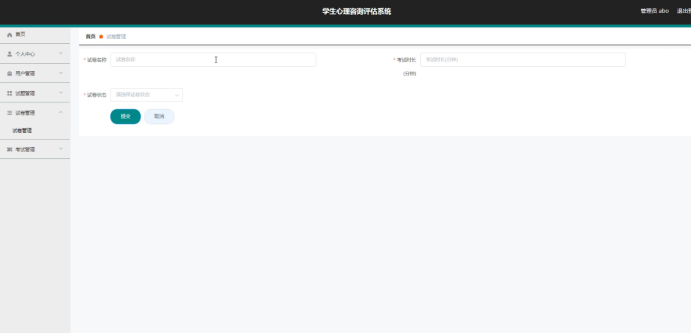 学生心理咨询评估系统
管理员 abo 退出
首页
个人中心
用户管理
试题管理
试卷管理
试卷管理
考试管理
首页 试卷管理
* 试卷名称 试卷名称
* 考试时长 考试时长(分钟)
(分钟)
* 试卷状态 请选择试卷状态
提交 取消